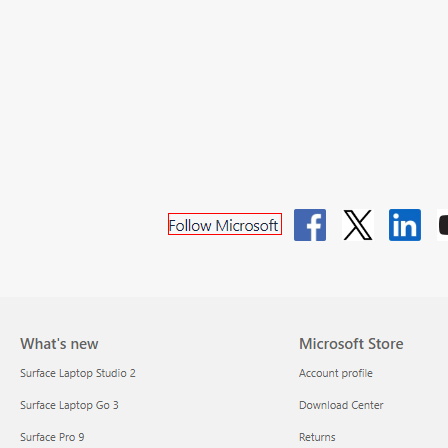 Follow Microsoft
What's new
Microsoft Store
Surface Laptop Studio 2
Account profile
Surface Laptop Go 3
Download Center
Surface Pro 9
Returns